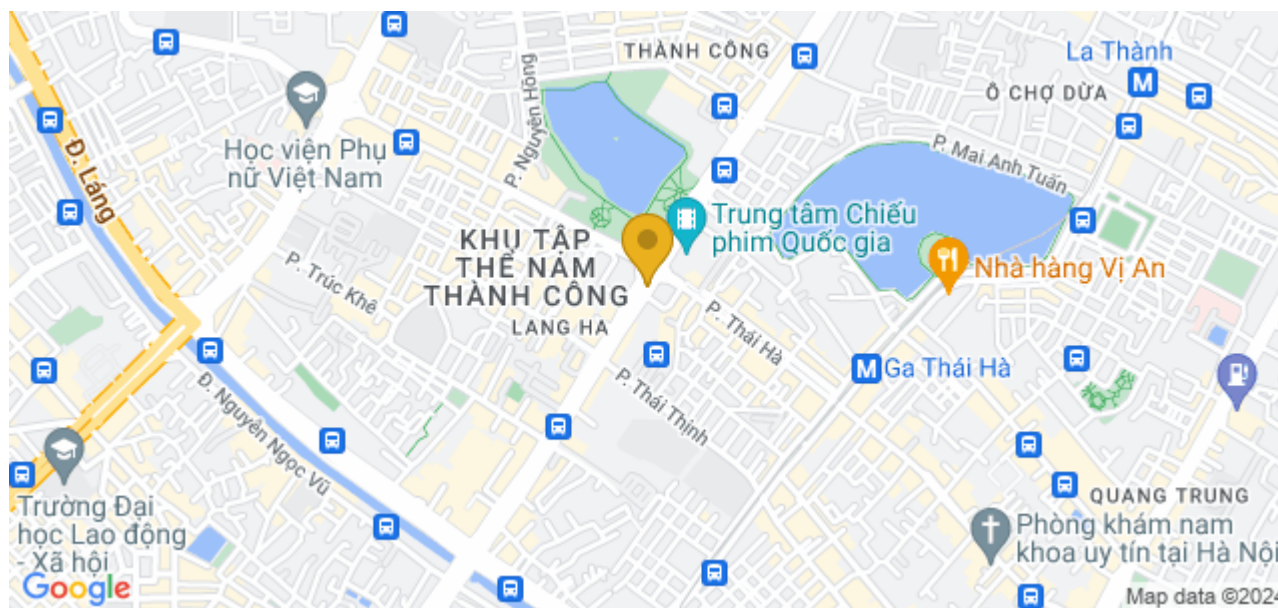 THÀNH CÔNG
La Thành
M
Ô CHỢ DỪA
Học viện Phụ
nữ Việt Nam
P. Nguyên Hồng
P. Mai Anh Tuấn
Đ. Láng
Trung tâm Chiếu
phim Quốc gia
KHU TẬP
THỂ NAM
THÀNH CÔNG
LANG HA
Nhà hàng Vị An
P. Trúc Khê
P. Thái Hà
M
Ga Thái Hà
P. Thái Thịnh
Đ. Nguyễn Ngọc Vũ
Trường Đại
học Lao động
- Xã hội
QUANG TRUNG
Phòng khám nam
khoa uy tín tại Hà Nội
Google
Map data ©2024